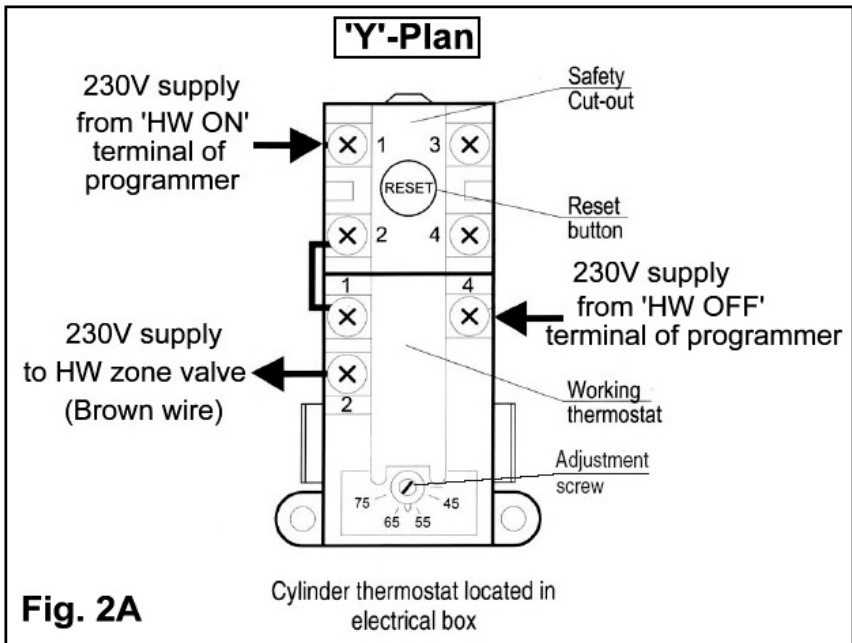 'Y'-Plan
230V supply
from 'HW ON'
terminal of
programmer
Safety
Cut-out
1
3
RESET
Reset
button
2
4
1
4
230V supply
from 'HW OFF'
terminal of programmer
230V supply
to HW zone valve
(Brown wire)
2
Working
thermostat
Adjustment
screw
75
65
55
45
Cylinder thermostat located in
electrical box
Fig. 2A